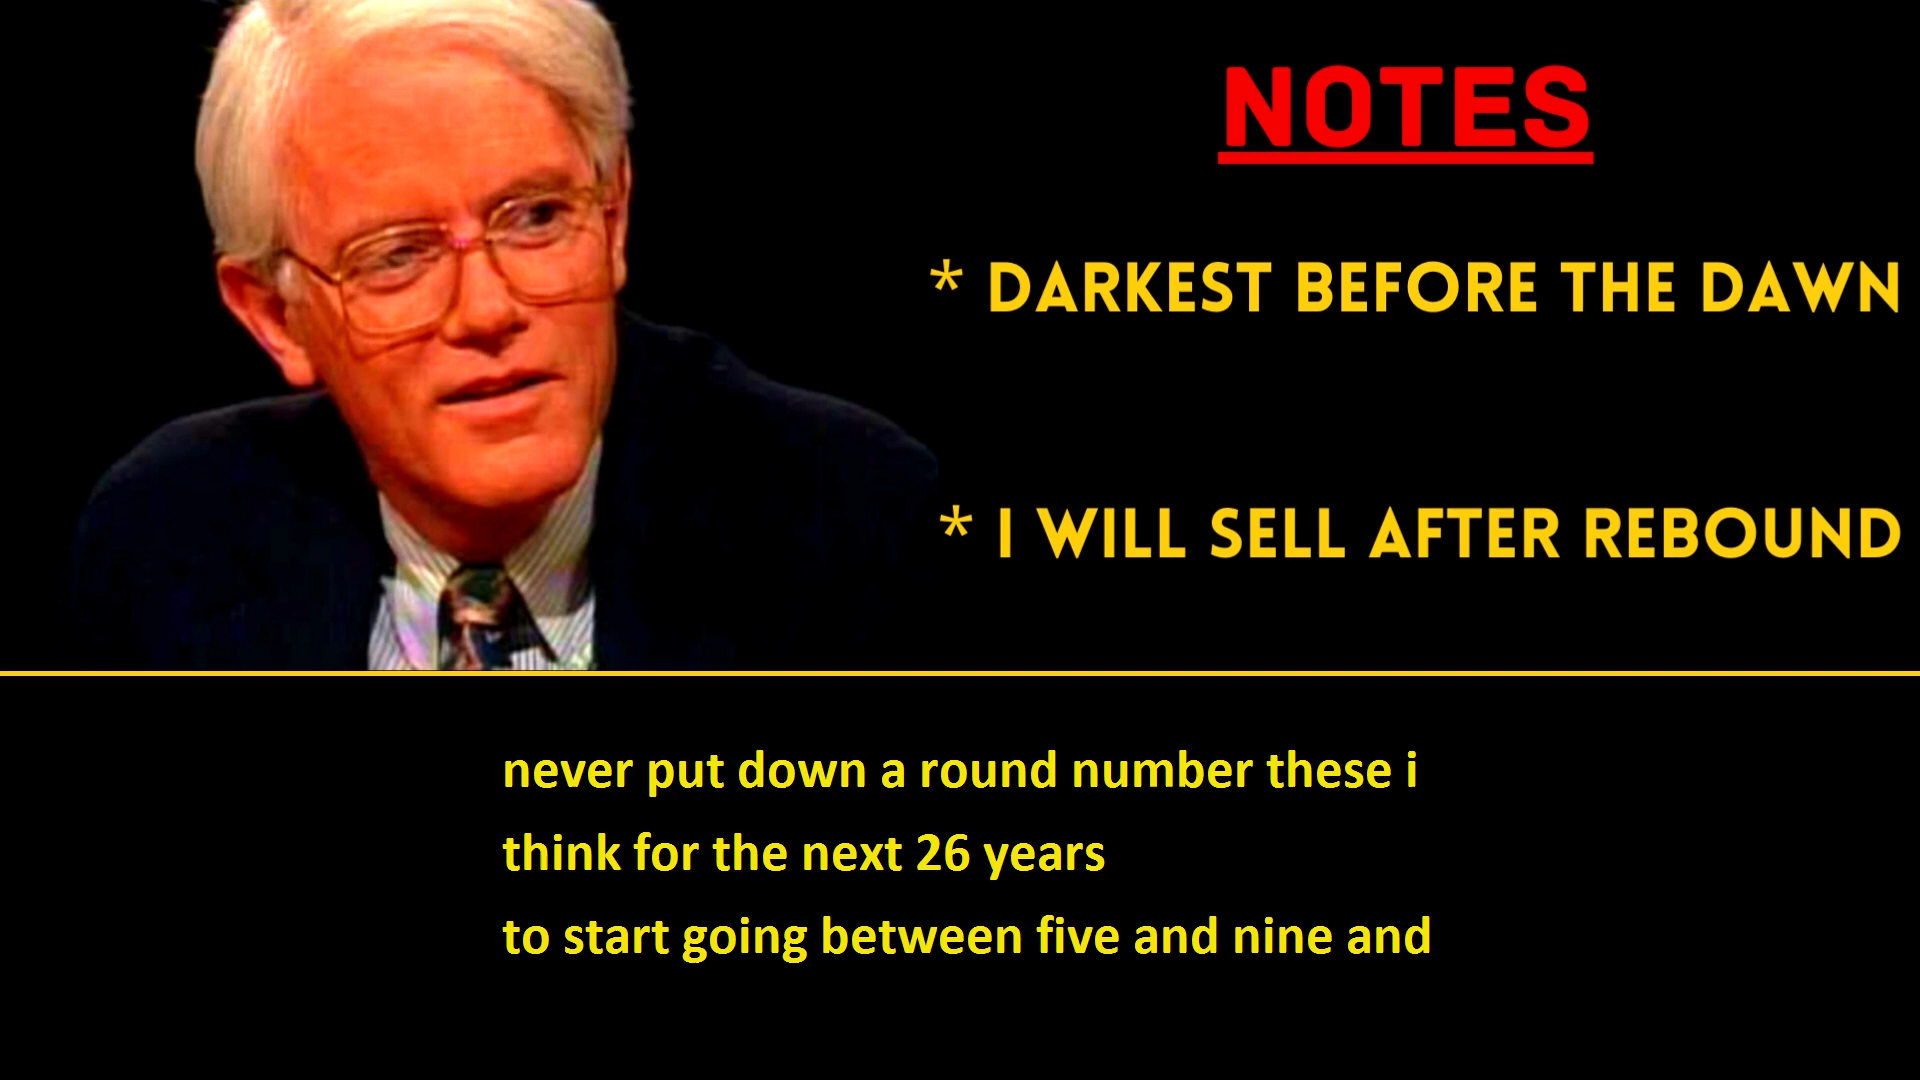 NOTES
* DARKEST BEFORE THE DAWN
* I WILL SELL AFTER REBOUND
never put down a round number these i
think for the next 26 years
to start going between five and nine and